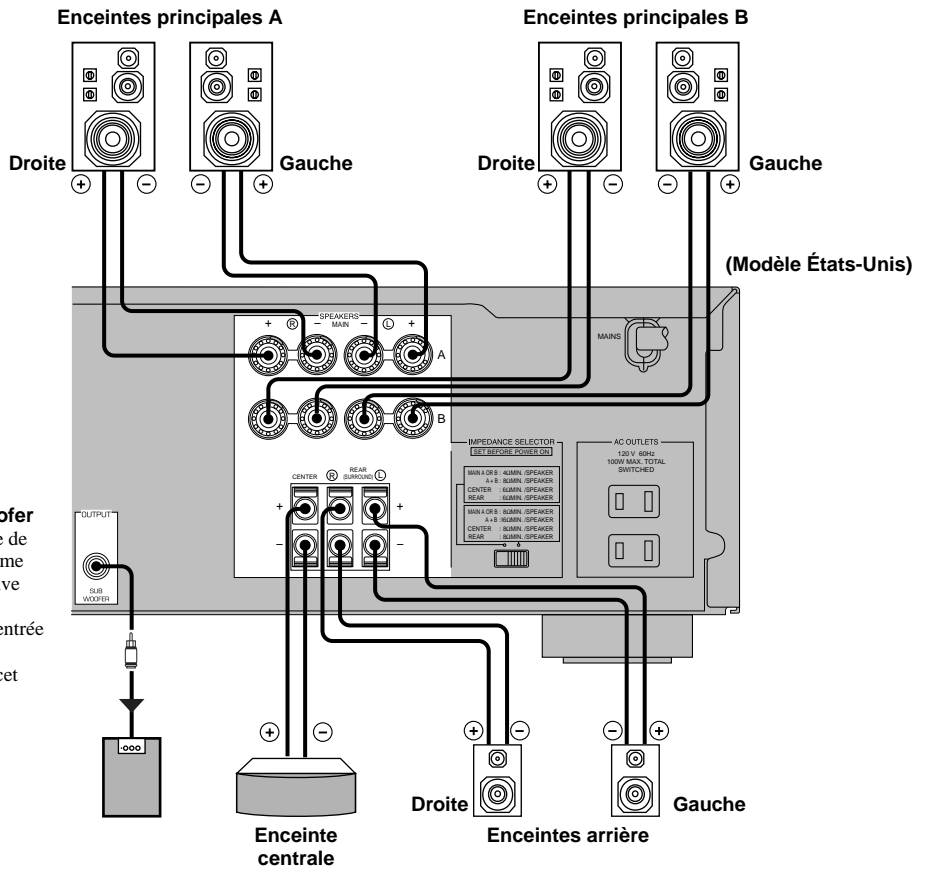 Enceintes principales A
Enceintes principales B
Droite
Gauche
Droite
Gauche
+ −
− +
+ −
− +
(Modèle États-Unis)
SPEAKERS
+ R − MAIN − L +
A
B
MAINS
IMPEDANCE SELECTOR
SET BEFORE POWER ON
MAIN A OR B : 4ΩMIN. /SPEAKER
A + B : 8ΩMIN. /SPEAKER
CENTER : 6ΩMIN. /SPEAKER
REAR : 6ΩMIN. /SPEAKER
MAIN A OR B : 8ΩMIN. /SPEAKER
A + B :16ΩMIN. /SPEAKER
CENTER : 8ΩMIN. /SPEAKER
REAR : 8ΩMIN. /SPEAKER
AC OUTLETS
120 V 60Hz
100W MAX. TOTAL
SWITCHED
CENTER R REAR (SURROUND) L
+ +
− −
OUTPUT
SUB
WOOFER
ofer
e de
me
ve
entrée
cet
+ −
+ −
− +
Droite
Gauche
Enceinte
centrale
Enceintes arrière